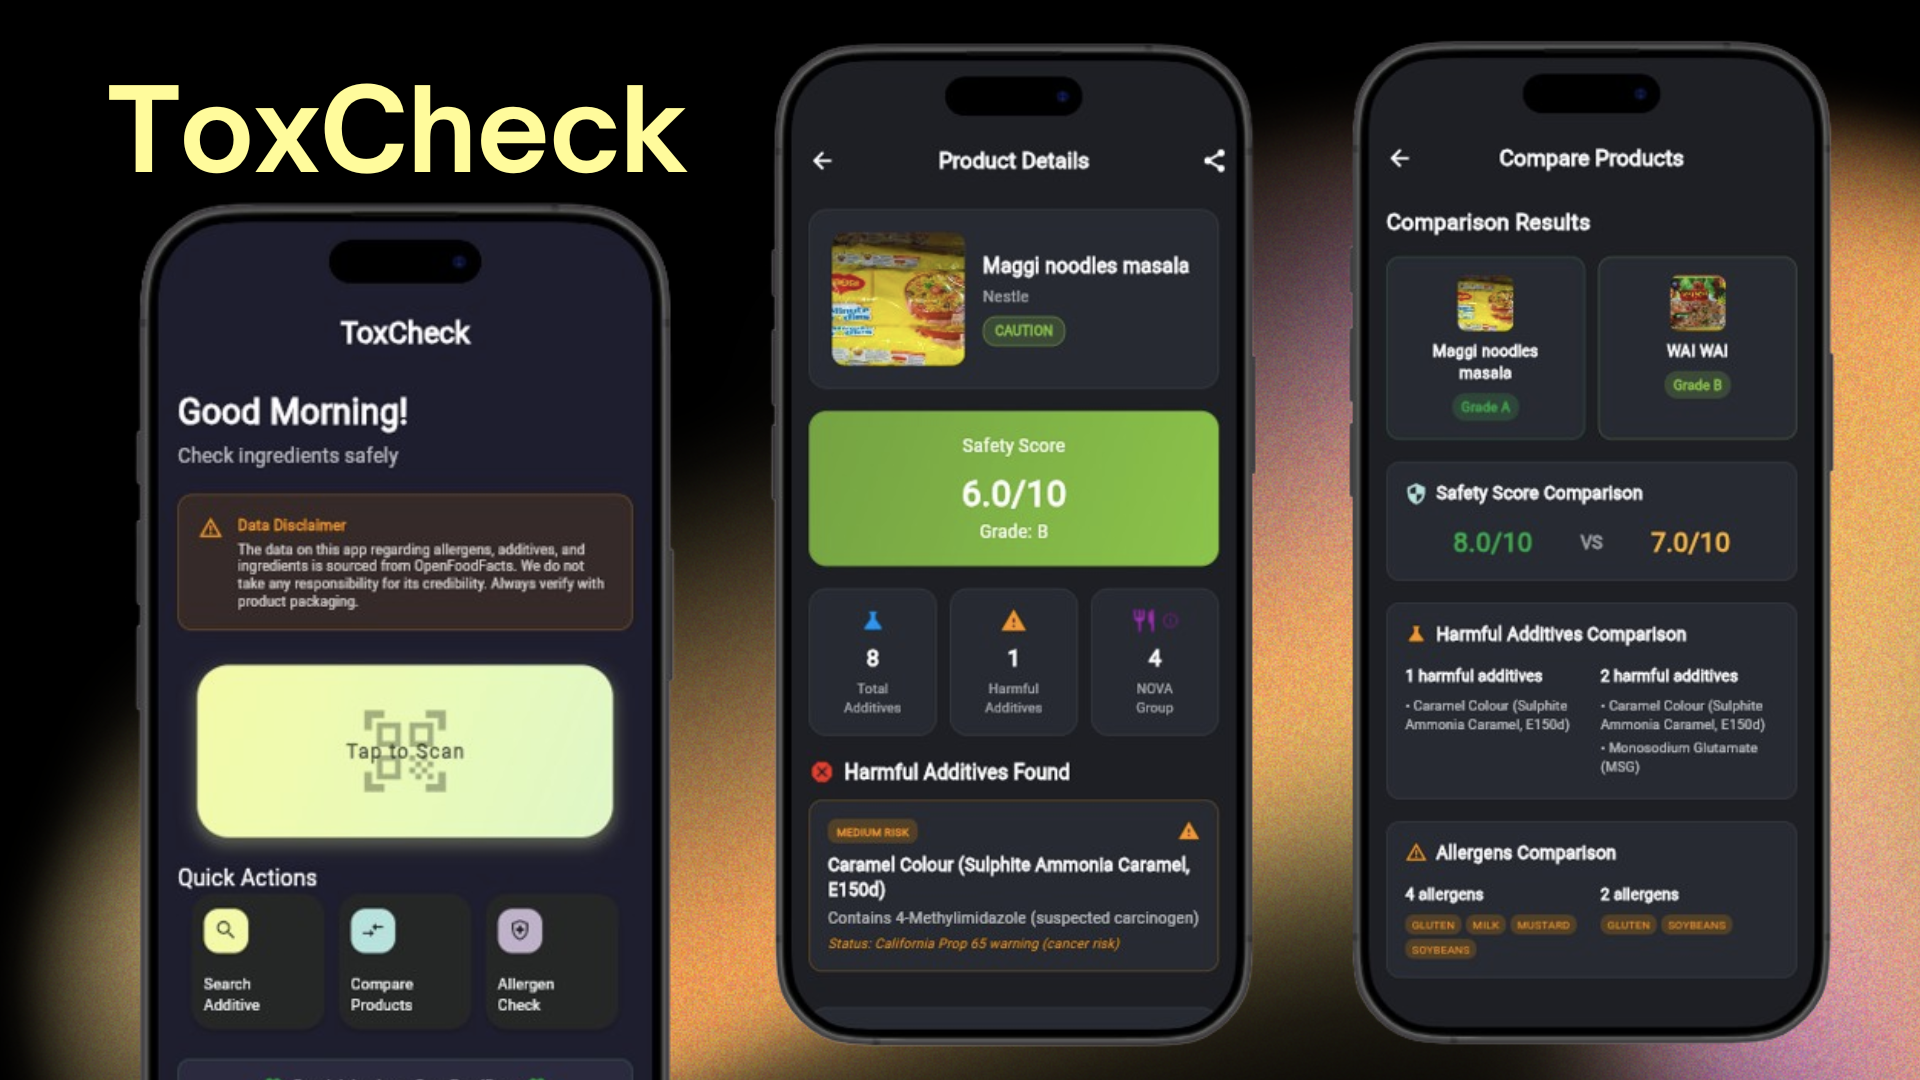 ToxCheck
ToxCheck
Good Morning!
Check ingredients safely
Data Disclaimer
The data on this app regarding allergens, additives, and
ingredients is sourced from OpenFoodFacts. We do not
take any responsibility for its credibility. Always verify with
product packaging.
Tap to Scan
Quick Actions
Search
Additive
Compare
Products
Allergen
Check
Product Details
Maggi noodles masala
Nestle
CAUTION
Safety Score
6.0/10
Grade: B
8
Total
Additives
1
Harmful
Additives
4
NOVA
Group
Harmful Additives Found
MEDIUM RISK
Caramel Colour (Sulphite Ammonia Caramel,
E150d)
Contains 4-Methylimidazole (suspected carcinogen)
Status: California Prop 65 warning (cancer risk)
Compare Products
Comparison Results
Maggi noodles
masala
Grade A
WAI WAI
Grade B
Safety Score Comparison
8.0/10 VS 7.0/10
Harmful Additives Comparison
1 harmful additives
• Caramel Colour (Sulphite
Ammonia Caramel, E150d)
2 harmful additives
• Caramel Colour (Sulphite
Ammonia Caramel, E150d)
• Monosodium Glutamate
(MSG)
Allergens Comparison
4 allergens
GLUTEN MILK MUSTARD
SOYBEANS
2 allergens
GLUTEN SOYBEANS